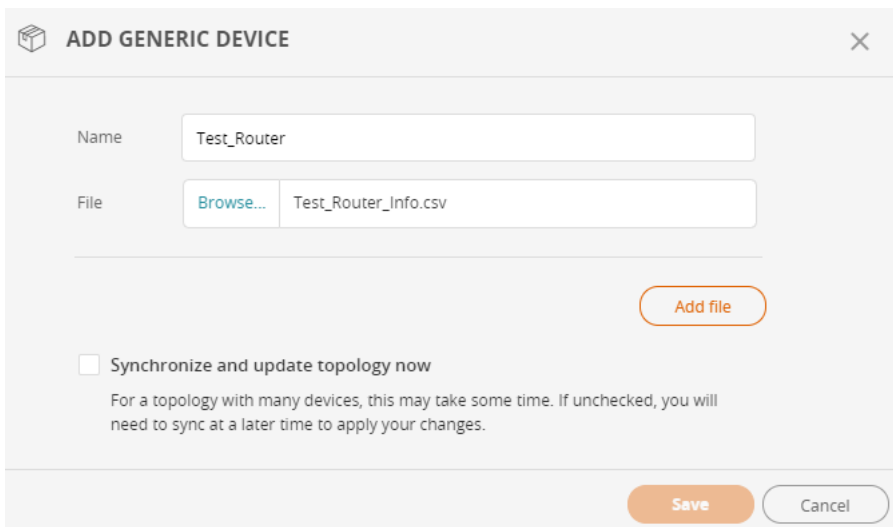 ADD GENERIC DEVICE
Name Test_Router
File Browse... Test_Router_Info.csv
Add file
Synchronize and update topology now
For a topology with many devices, this may take some time. If unchecked, you will
need to sync at a later time to apply your changes.
Save Cancel